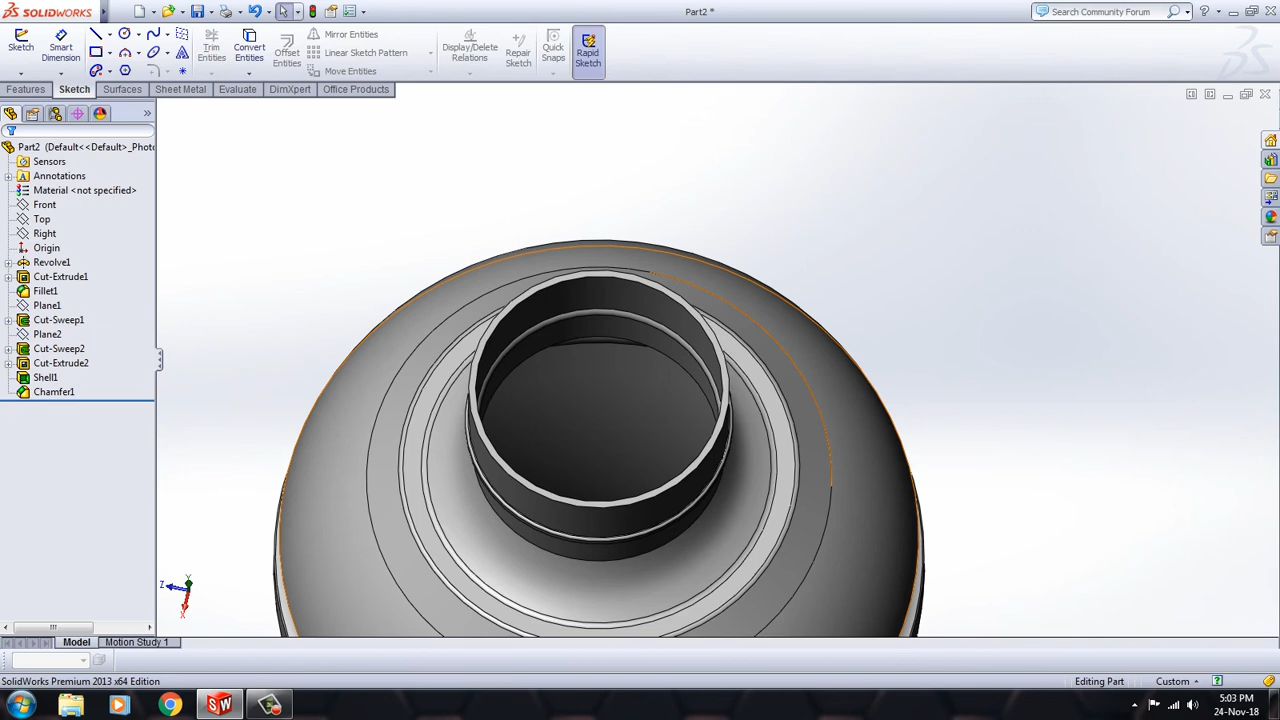 SOLIDWORKS
Part2 *
Search Community Forum
Sketch
Smart Dimension
Trim Entities
Convert Entities
Offset Entities
Mirror Entities
Linear Sketch Pattern
Move Entities
Display/Delete Relations
Repair Sketch
Quick Snaps
Rapid Sketch
Features
Sketch
Surfaces
Sheet Metal
Evaluate
DimXpert
Office Products
Part2 (Default<<Default>_Photo
Sensors
Annotations
Material <not specified>
Front
Top
Right
Origin
Revolve1
Cut-Extrude1
Fillet1
Plane1
Cut-Sweep1
Plane2
Cut-Sweep2
Cut-Extrude2
Shell1
Chamfer1
Y
Z
X
Model
Motion Study 1
SolidWorks Premium 2013 x64 Edition
Editing Part
Custom
5:03 PM
24-Nov-18